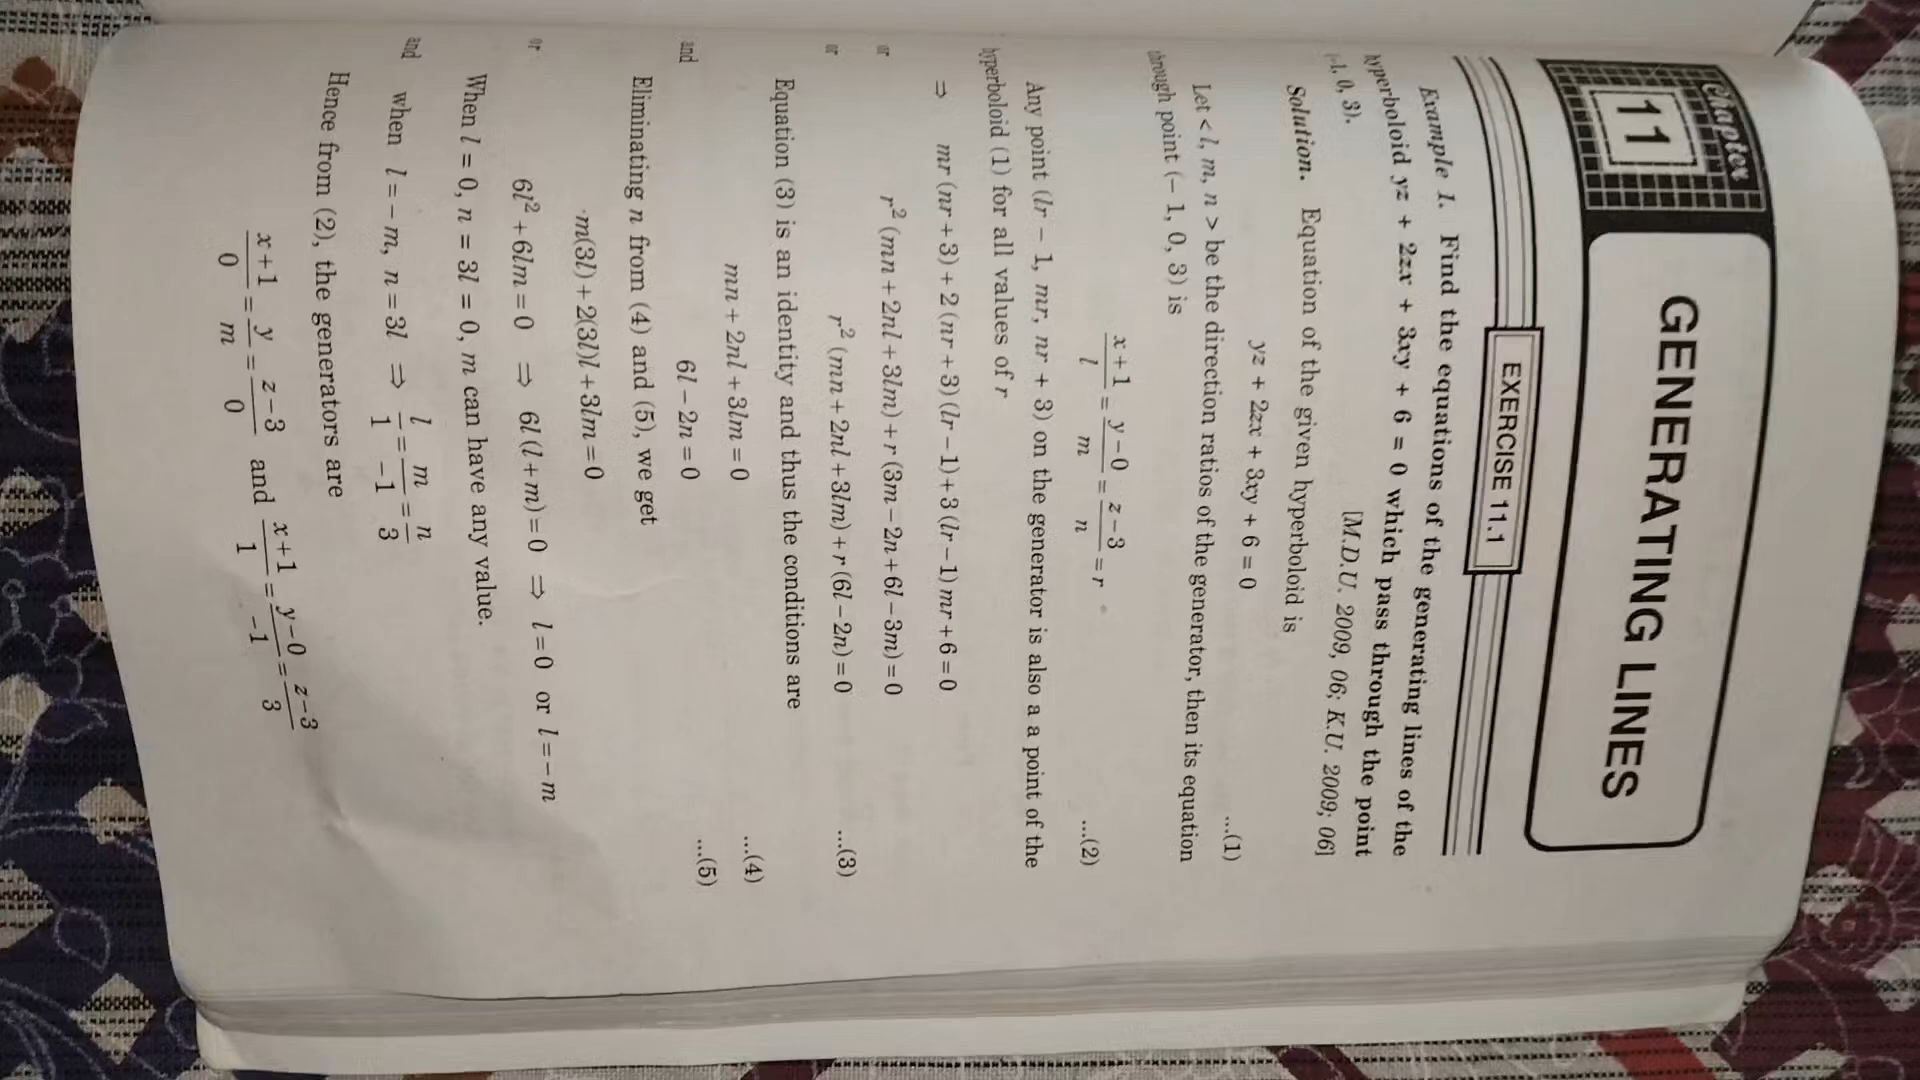 Chapter
11
GENERATING LINES
EXERCISE 11.1
Example 1. Find the equations of the generating lines of the
hyperboloid yz + 2zx + 3xy + 6 = 0 which pass through the point
(-1, 0, 3). [M.D.U. 2009, 06; K.U. 2009; 06]
Solution. Equation of the given hyperboloid is
yz + 2zx + 3xy + 6 = 0 ...(1)
Let < l, m, n > be the direction ratios of the generator, then its equation
through point (− 1, 0, 3) is
(x+1)/l = (y−0)/m = (z−3)/n = r ...(2)
Any point (lr − 1, mr, nr + 3) on the generator is also a a point of the
hyperboloid (1) for all values of r
⇒ mr (nr + 3) + 2 (nr + 3) (lr − 1) + 3 (lr − 1) mr + 6 = 0
or r² (mn + 2nl + 3lm) + r (3m − 2n + 6l − 3m) = 0
or r² (mn + 2nl + 3lm) + r (6l − 2n) = 0 ...(3)
Equation (3) is an identity and thus the conditions are
mn + 2nl + 3lm = 0 ...(4)
and 6l − 2n = 0 ...(5)
Eliminating n from (4) and (5), we get
m(3l) + 2(3l)l + 3lm = 0
or 6l² + 6lm = 0 ⇒ 6l (l + m) = 0 ⇒ l = 0 or l = − m
When l = 0, n = 3l = 0, m can have any value.
and when l = − m, n = 3l ⇒ l/1 = m/−1 = n/3
Hence from (2), the generators are
(x+1)/0 = y/m = (z−3)/0 and (x+1)/1 = (y−0)/−1 = (z−3)/3